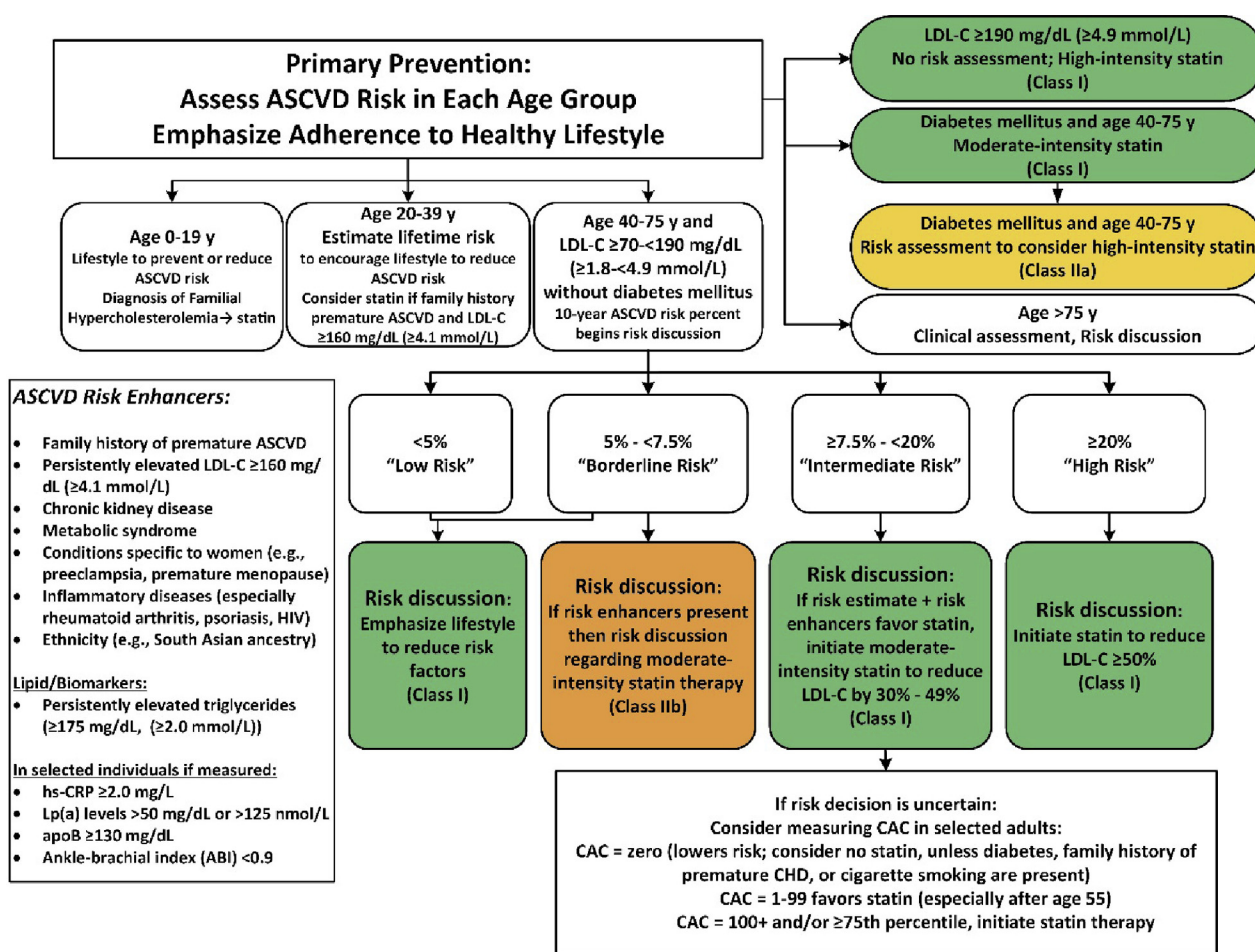 Primary Prevention:
Assess ASCVD Risk in Each Age Group
Emphasize Adherence to Healthy Lifestyle
LDL-C ≥190 mg/dL (≥4.9 mmol/L)
No risk assessment; High-intensity statin
(Class I)
Diabetes mellitus and age 40-75 y
Moderate-intensity statin
(Class I)
Diabetes mellitus and age 40-75 y
Risk assessment to consider high-intensity statin
(Class IIa)
Age >75 y
Clinical assessment, Risk discussion
Age 0-19 y
Lifestyle to prevent or reduce
ASCVD risk
Diagnosis of Familial
Hypercholesterolemia→ statin
Age 20-39 y
Estimate lifetime risk
to encourage lifestyle to reduce
ASCVD risk
Consider statin if family history
premature ASCVD and LDL-C
≥160 mg/dL (≥4.1 mmol/L)
Age 40-75 y and
LDL-C ≥70-<190 mg/dL
(≥1.8-<4.9 mmol/L)
without diabetes mellitus
10-year ASCVD risk percent
begins risk discussion
ASCVD Risk Enhancers:
• Family history of premature ASCVD
• Persistently elevated LDL-C ≥160 mg/
dL (≥4.1 mmol/L)
• Chronic kidney disease
• Metabolic syndrome
• Conditions specific to women (e.g.,
preeclampsia, premature menopause)
• Inflammatory diseases (especially
rheumatoid arthritis, psoriasis, HIV)
• Ethnicity (e.g., South Asian ancestry)
Lipid/Biomarkers:
• Persistently elevated triglycerides
(≥175 mg/dL, (≥2.0 mmol/L))
In selected individuals if measured:
• hs-CRP ≥2.0 mg/L
• Lp(a) levels >50 mg/dL or >125 nmol/L
• apoB ≥130 mg/dL
• Ankle-brachial index (ABI) <0.9
<5%
“Low Risk”
5% - <7.5%
“Borderline Risk”
≥7.5% - <20%
“Intermediate Risk”
≥20%
“High Risk”
Risk discussion:
Emphasize lifestyle
to reduce risk
factors
(Class I)
Risk discussion:
If risk enhancers present
then risk discussion
regarding moderate-
intensity statin therapy
(Class IIb)
Risk discussion:
If risk estimate + risk
enhancers favor statin,
initiate moderate-
intensity statin to reduce
LDL-C by 30% - 49%
(Class I)
Risk discussion:
Initiate statin to reduce
LDL-C ≥50%
(Class I)
If risk decision is uncertain:
Consider measuring CAC in selected adults:
CAC = zero (lowers risk; consider no statin, unless diabetes, family history of
premature CHD, or cigarette smoking are present)
CAC = 1-99 favors statin (especially after age 55)
CAC = 100+ and/or ≥75th percentile, initiate statin therapy